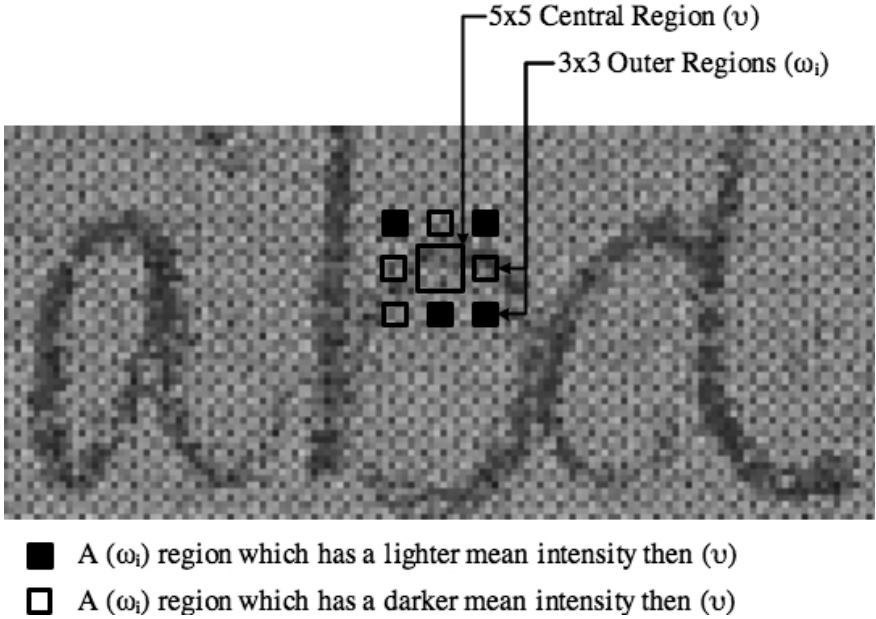 5x5 Central Region (υ)
3x3 Outer Regions (ωi)
A (ωi) region which has a lighter mean intensity then (υ)
A (ωi) region which has a darker mean intensity then (υ)